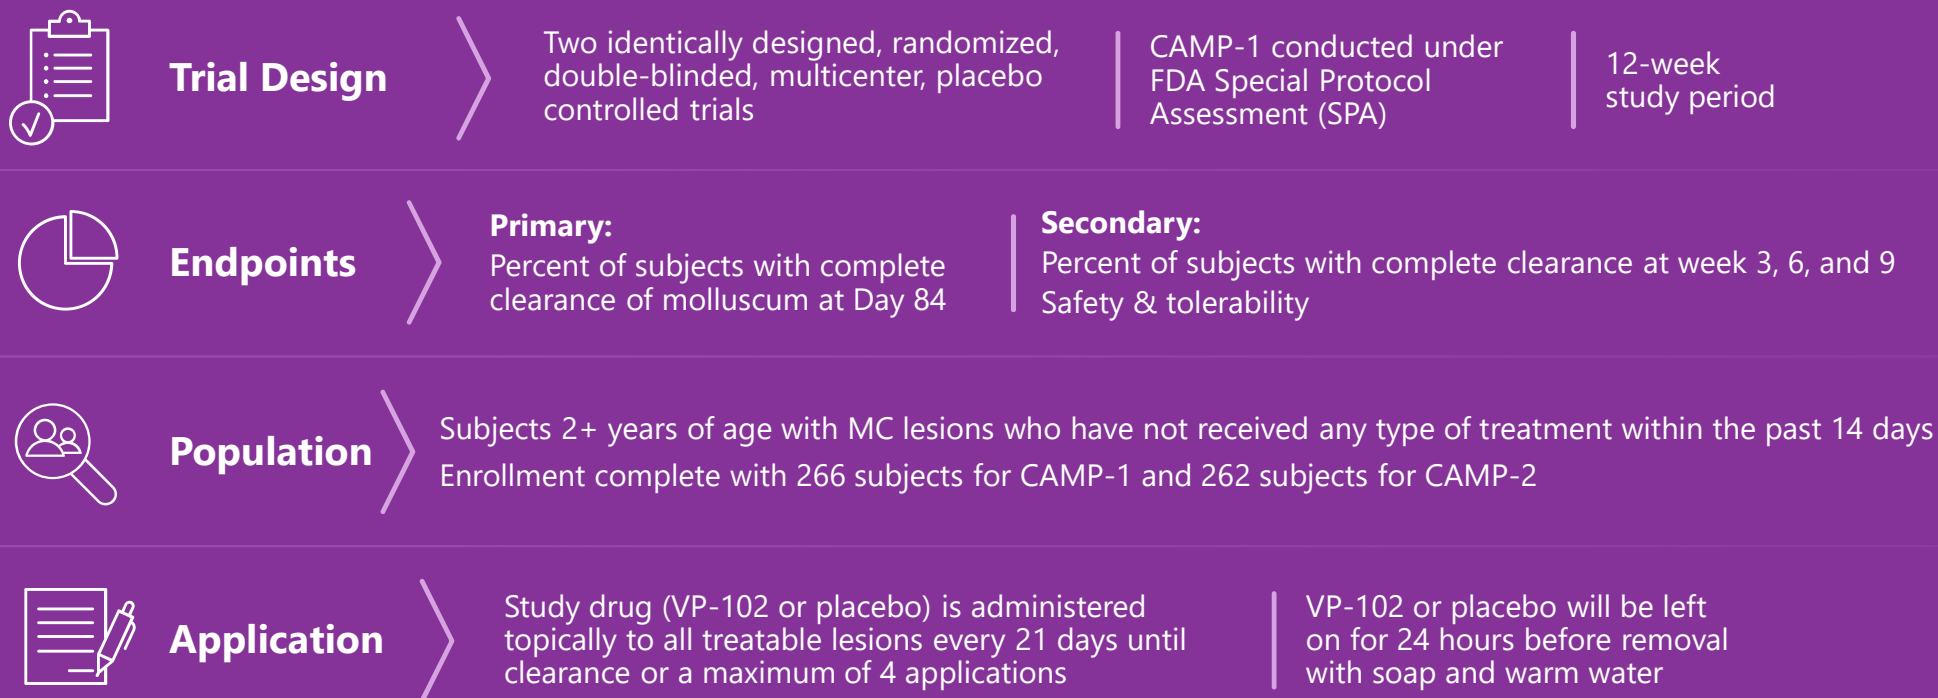 Trial Design
Two identically designed, randomized,
double-blinded, multicenter, placebo
controlled trials
CAMP-1 conducted under
FDA Special Protocol
Assessment (SPA)
12-week
study period
Endpoints
Primary:
Percent of subjects with complete
clearance of molluscum at Day 84
Secondary:
Percent of subjects with complete clearance at week 3, 6, and 9
Safety & tolerability
Population
Subjects 2+ years of age with MC lesions who have not received any type of treatment within the past 14 days
Enrollment complete with 266 subjects for CAMP-1 and 262 subjects for CAMP-2
Application
Study drug (VP-102 or placebo) is administered
topically to all treatable lesions every 21 days until
clearance or a maximum of 4 applications
VP-102 or placebo will be left
on for 24 hours before removal
with soap and warm water